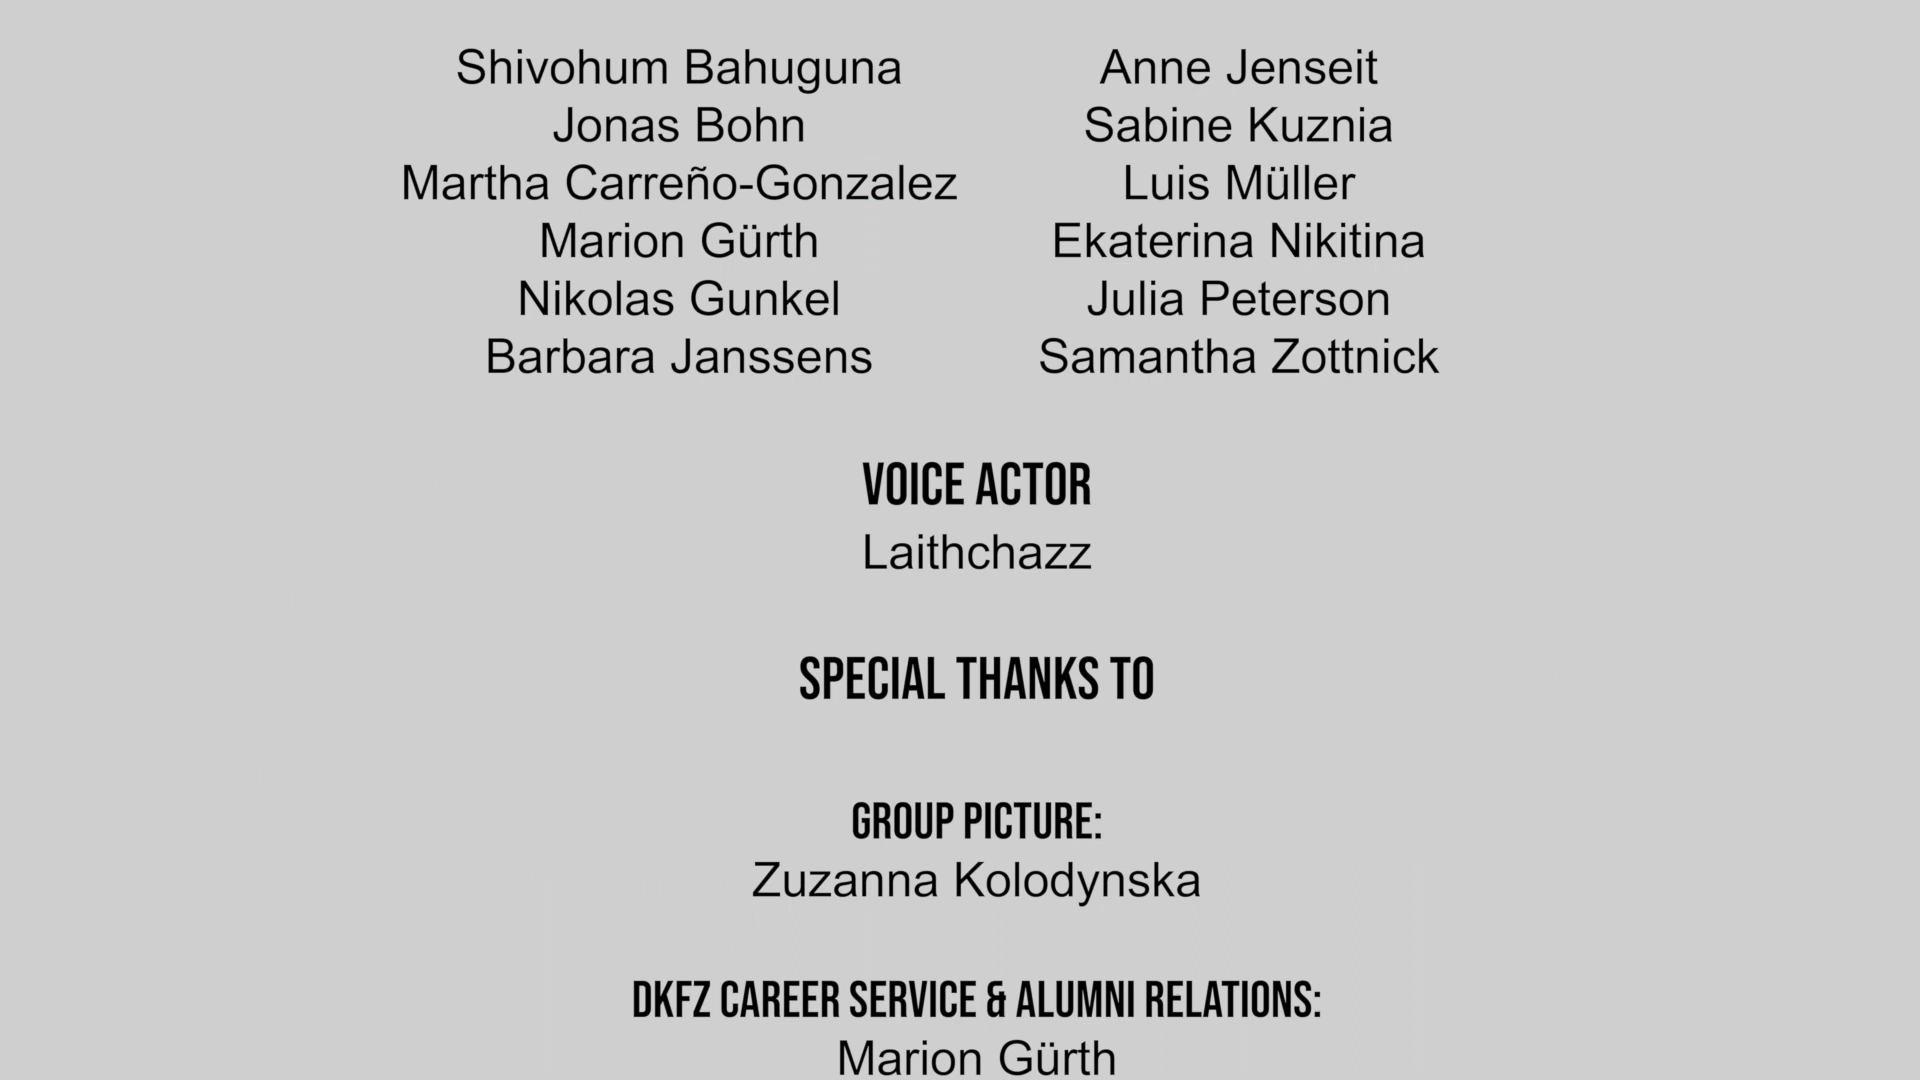 Shivohum Bahuguna
Jonas Bohn
Martha Carreño-Gonzalez
Marion Gürth
Nikolas Gunkel
Barbara Janssens
Anne Jenseit
Sabine Kuznia
Luis Müller
Ekaterina Nikitina
Julia Peterson
Samantha Zottnick
VOICE ACTOR
Laithchazz
SPECIAL THANKS TO
GROUP PICTURE:
Zuzanna Kolodynska
DKFZ CAREER SERVICE & ALUMNI RELATIONS:
Marion Gürth